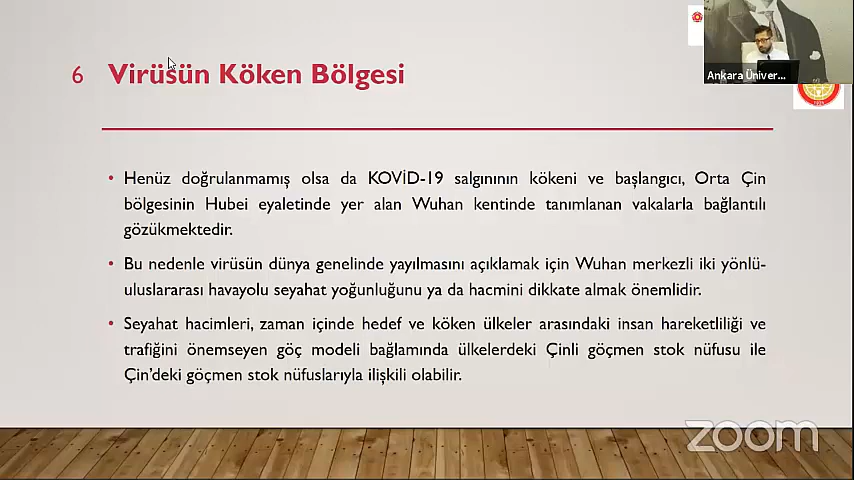 6 Virüsün Köken Bölgesi
• Henüz doğrulanmamış olsa da KOVİD-19 salgınının kökeni ve başlangıcı, Orta Çin
bölgesinin Hubei eyaletinde yer alan Wuhan kentinde tanımlanan vakalarla bağlantılı
gözükmektedir.
• Bu nedenle virüsün dünya genelinde yayılmasını açıklamak için Wuhan merkezli iki yönlü-
uluslararası havayolu seyahat yoğunluğunu ya da hacmini dikkate almak önemlidir.
• Seyahat hacimleri, zaman içinde hedef ve köken ülkeler arasındaki insan hareketliliği ve
trafiğini önemseyen göç modeli bağlamında ülkelerdeki Çinli göçmen stok nüfusu ile
Çin'deki göçmen stok nüfuslarıyla ilişkili olabilir.
Ankara Üniver...
zoom